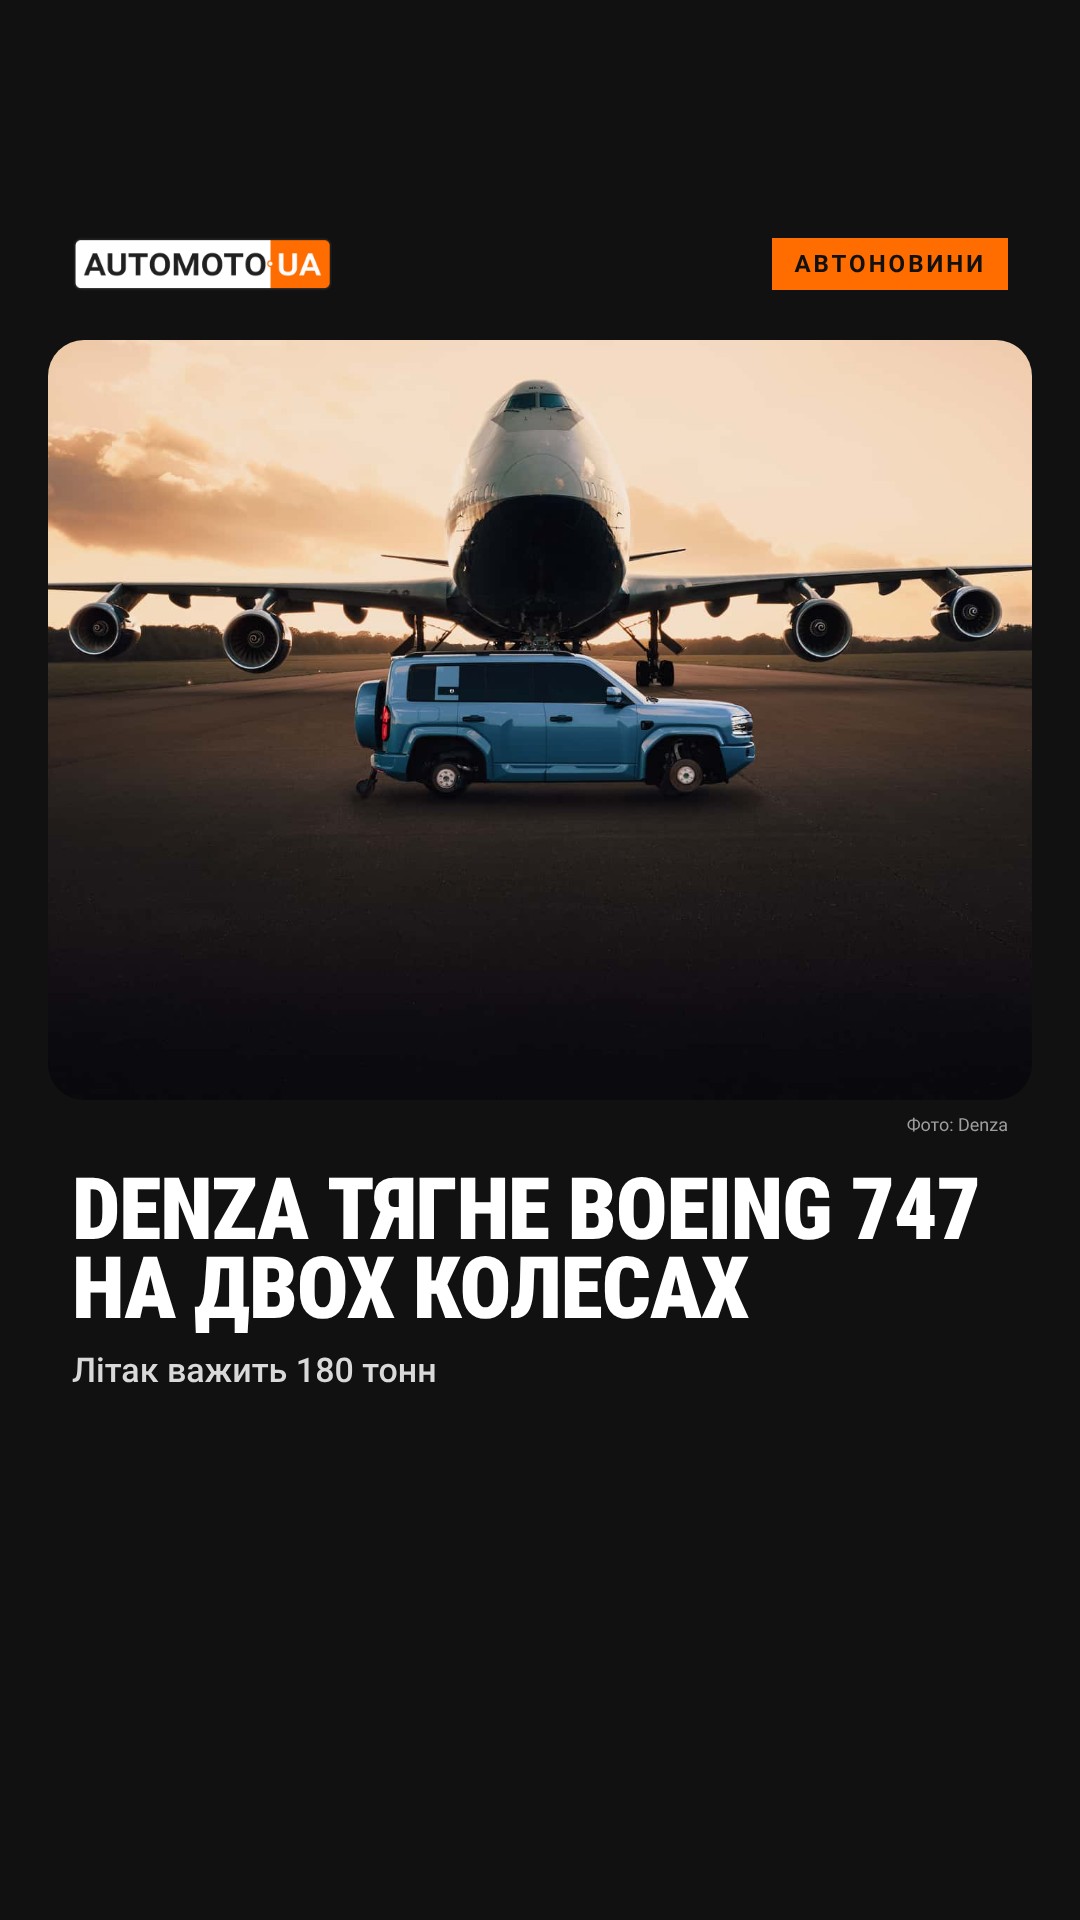 AUTOMOTO UA
АВТОНОВИНИ
Фото: Denza
DENZA ТЯГНЕ BOEING 747
НА ДВОХ КОЛЕСАХ
Літак важить 180 тонн